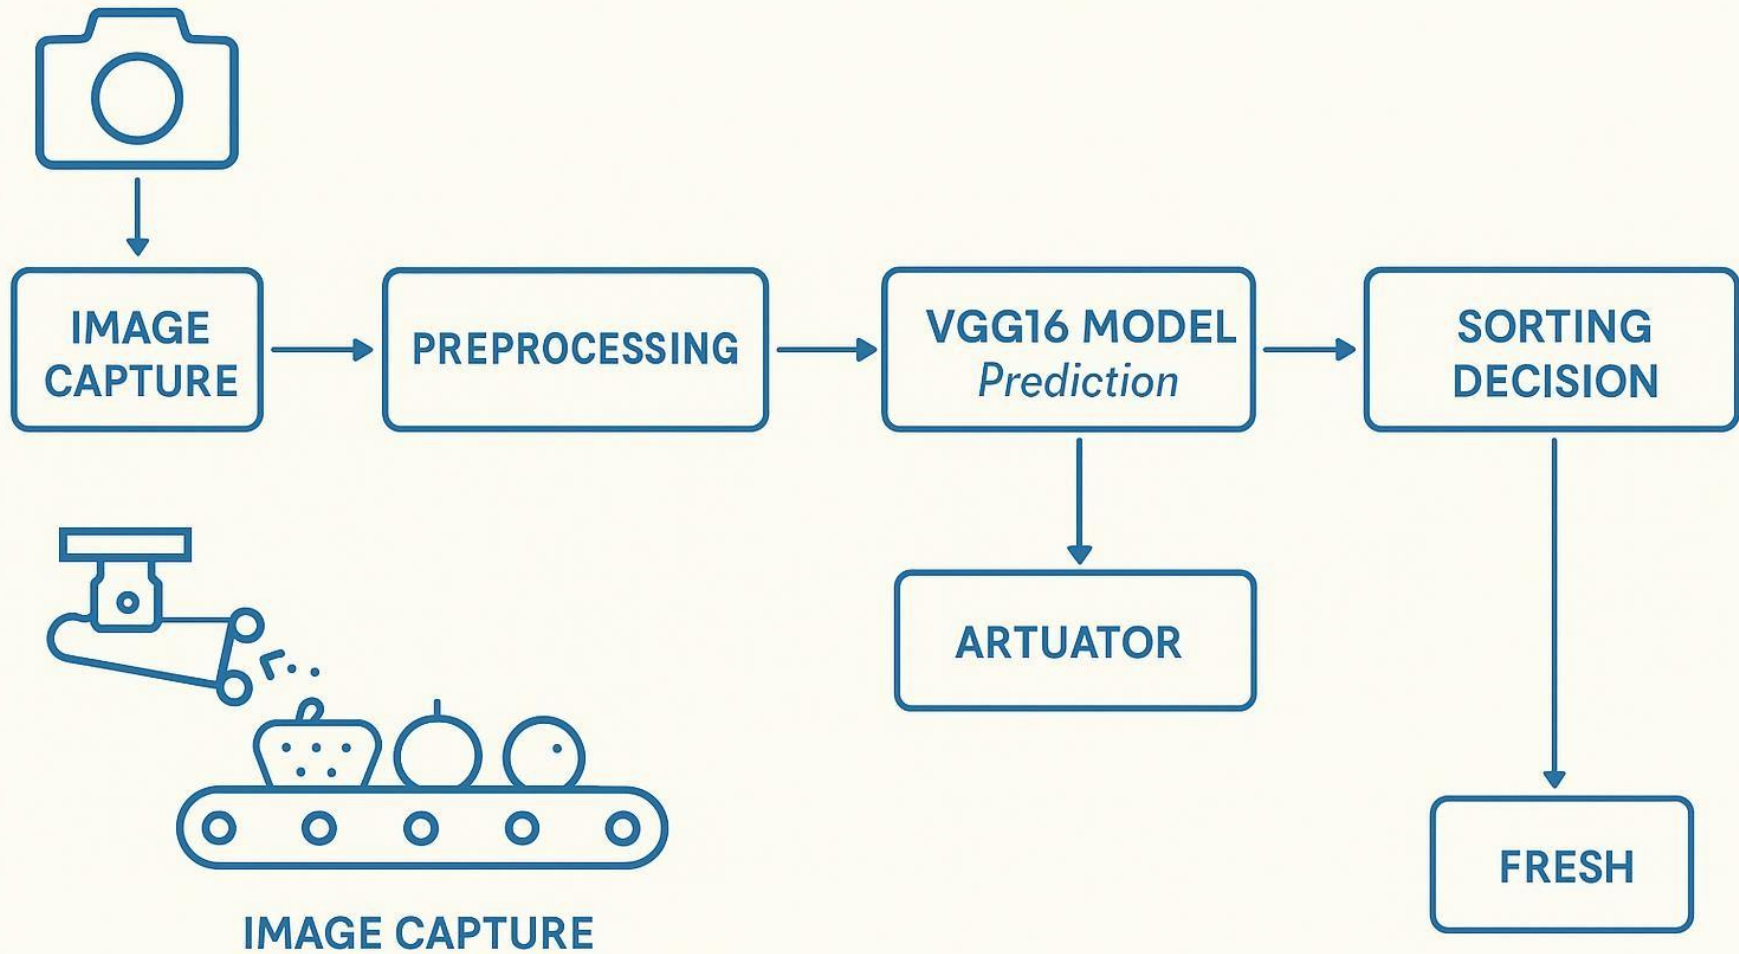 IMAGE
CAPTURE
PREPROCESSING
VGG16 MODEL
Prediction
SORTING
DECISION
ARTUATOR
FRESH
IMAGE CAPTURE